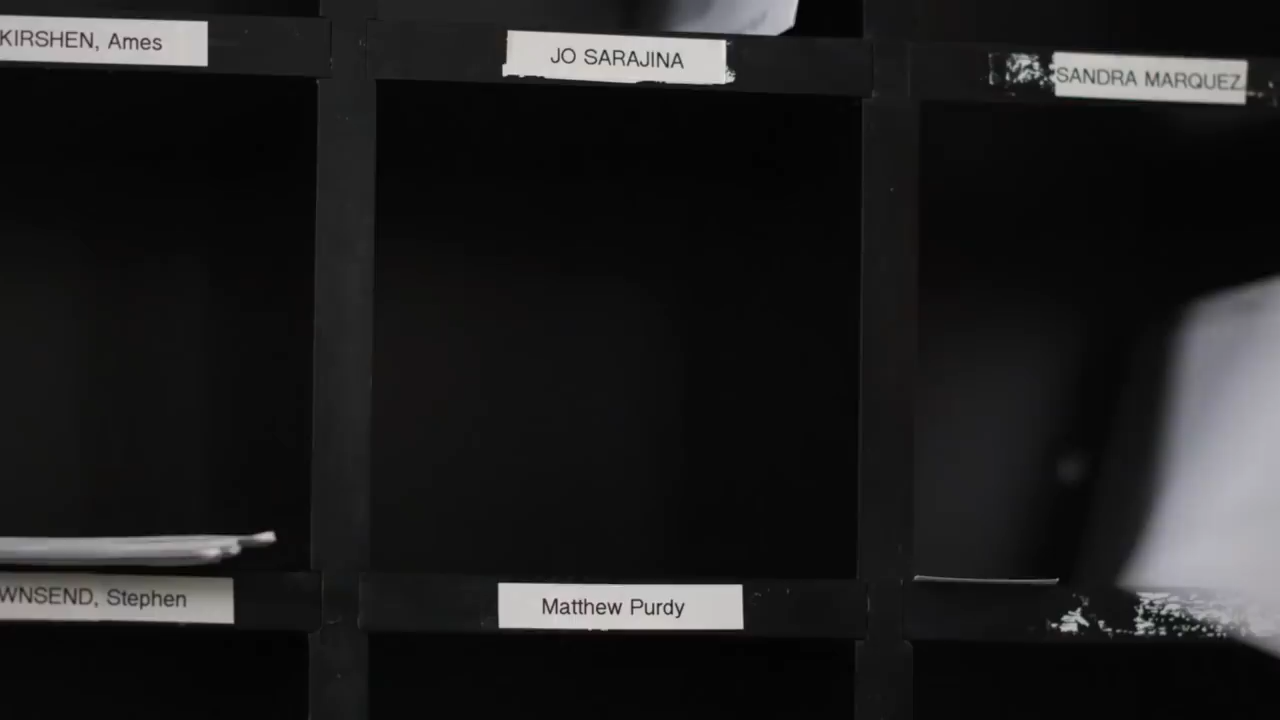 KIRSHEN, Ames
JO SARAJINA
SANDRA MARQUEZ
WNSEND, Stephen
Matthew Purdy